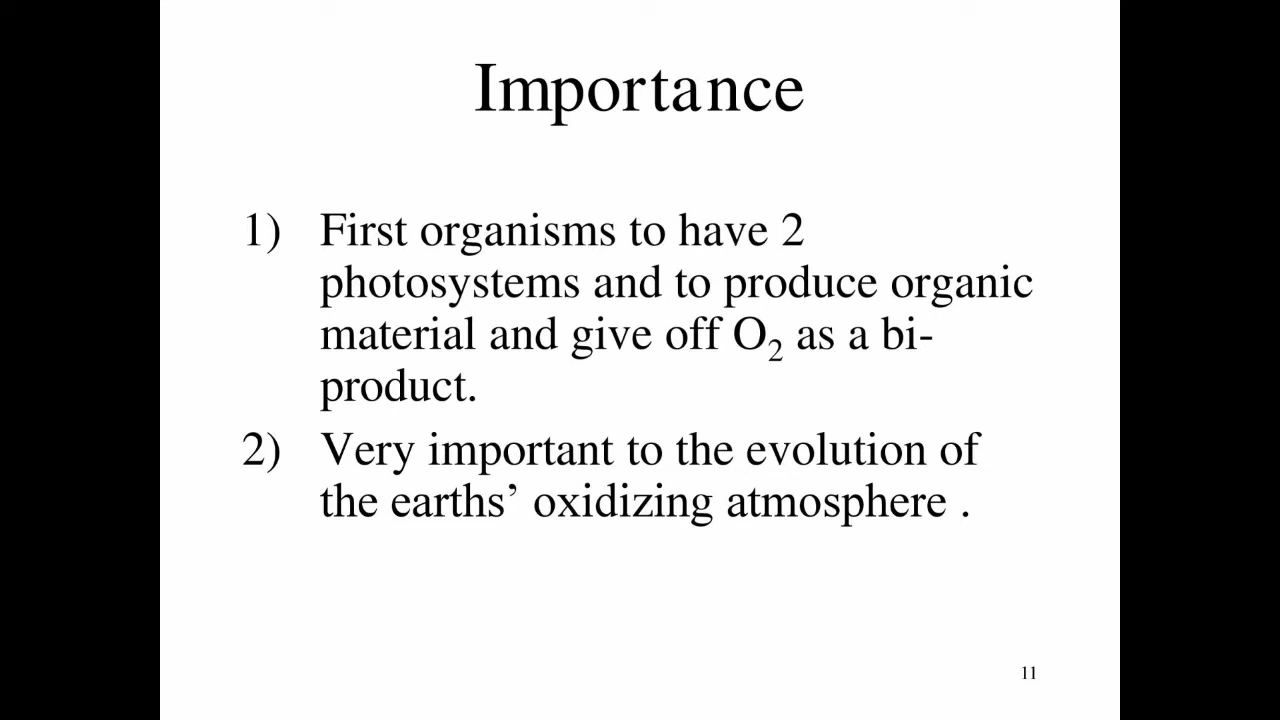 Importance
1) First organisms to have 2
photosystems and to produce organic
material and give off O₂ as a bi-
product.
2) Very important to the evolution of
the earths’ oxidizing atmosphere .
11